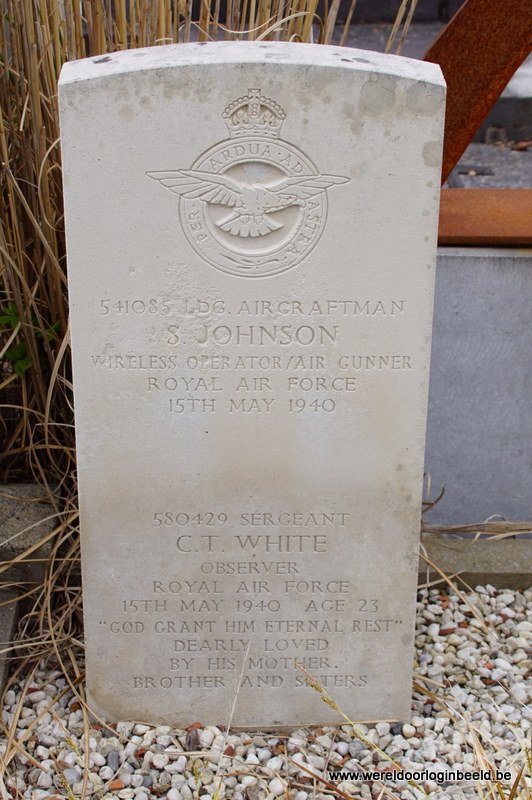 PER · ARDUA · AD · ASTRA
541085 LDG. AIRCRAFTMAN
S. JOHNSON
WIRELESS OPERATOR/AIR GUNNER
ROYAL AIR FORCE
15TH MAY 1940
580429 SERGEANT
C.T. WHITE
OBSERVER
ROYAL AIR FORCE
15TH MAY 1940 AGE 23
"GOD GRANT HIM ETERNAL REST"
DEARLY LOVED
BY HIS MOTHER,
BROTHER AND SISTERS
www.wereldoorloginbeeld.be